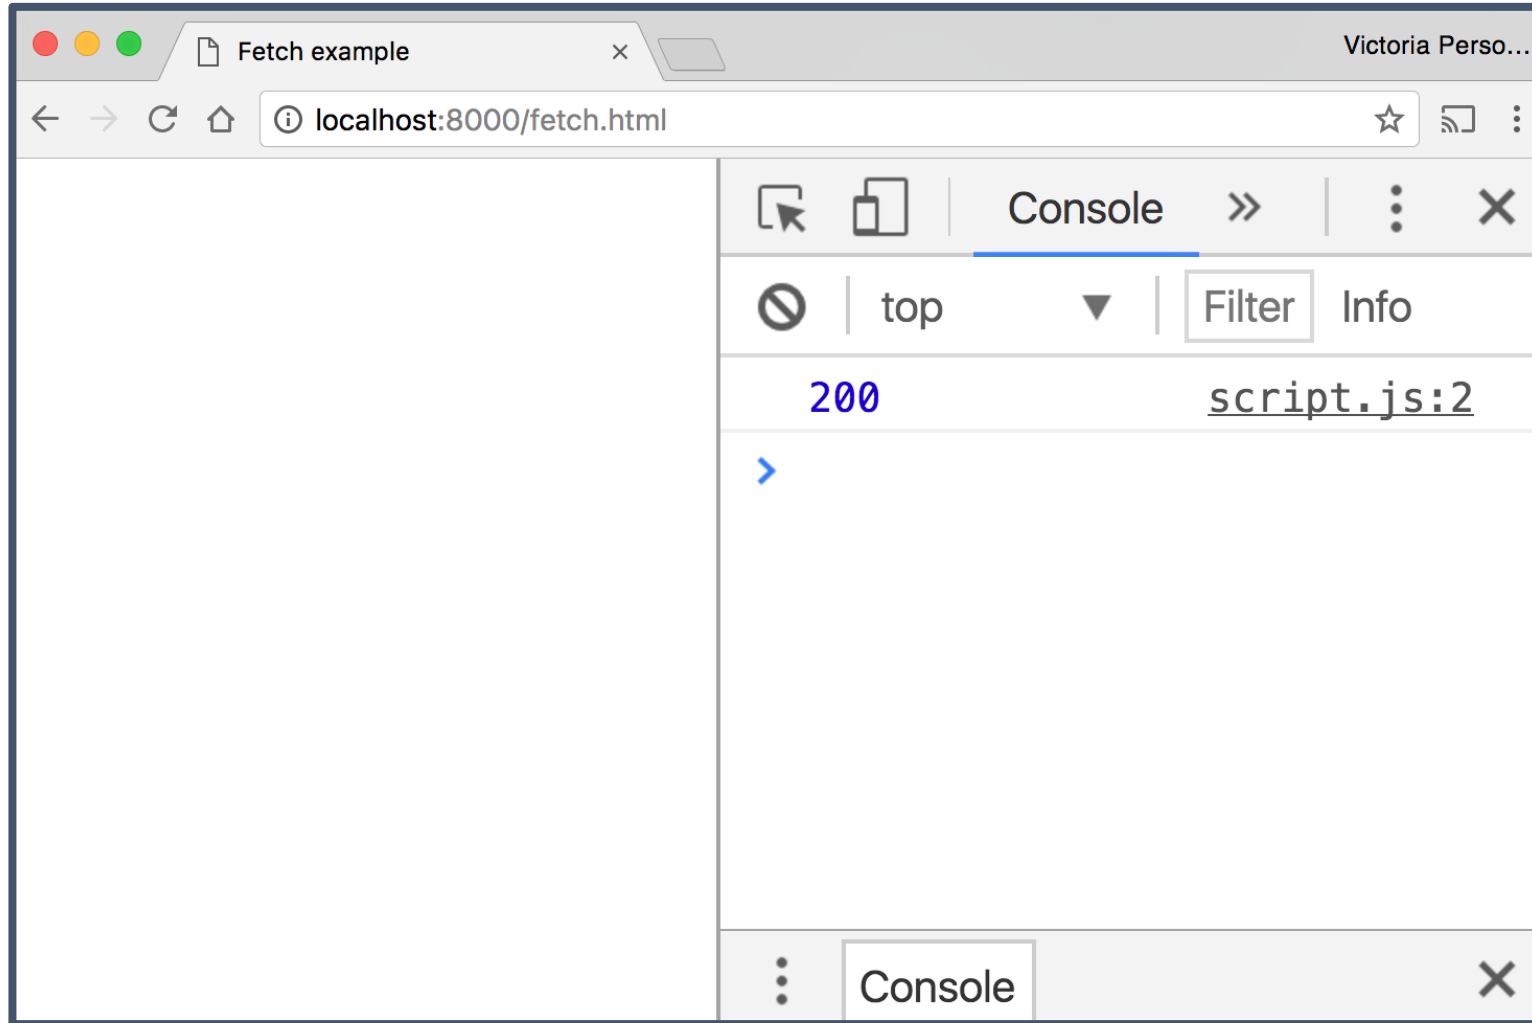 Fetch example
Victoria Perso...
localhost:8000/fetch.html
Console
top
Filter
Info
200
script.js:2
Console